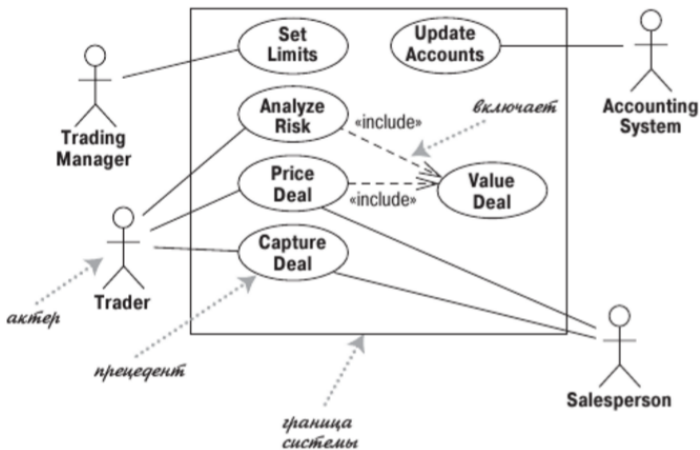 Set
Limits
Update
Accounts
Trading
Manager
Accounting
System
Analyze
Risk
«include»
включает
Price
Deal
«include»
Value
Deal
Capture
Deal
Trader
актер
прецедент
Salesperson
граница
системы